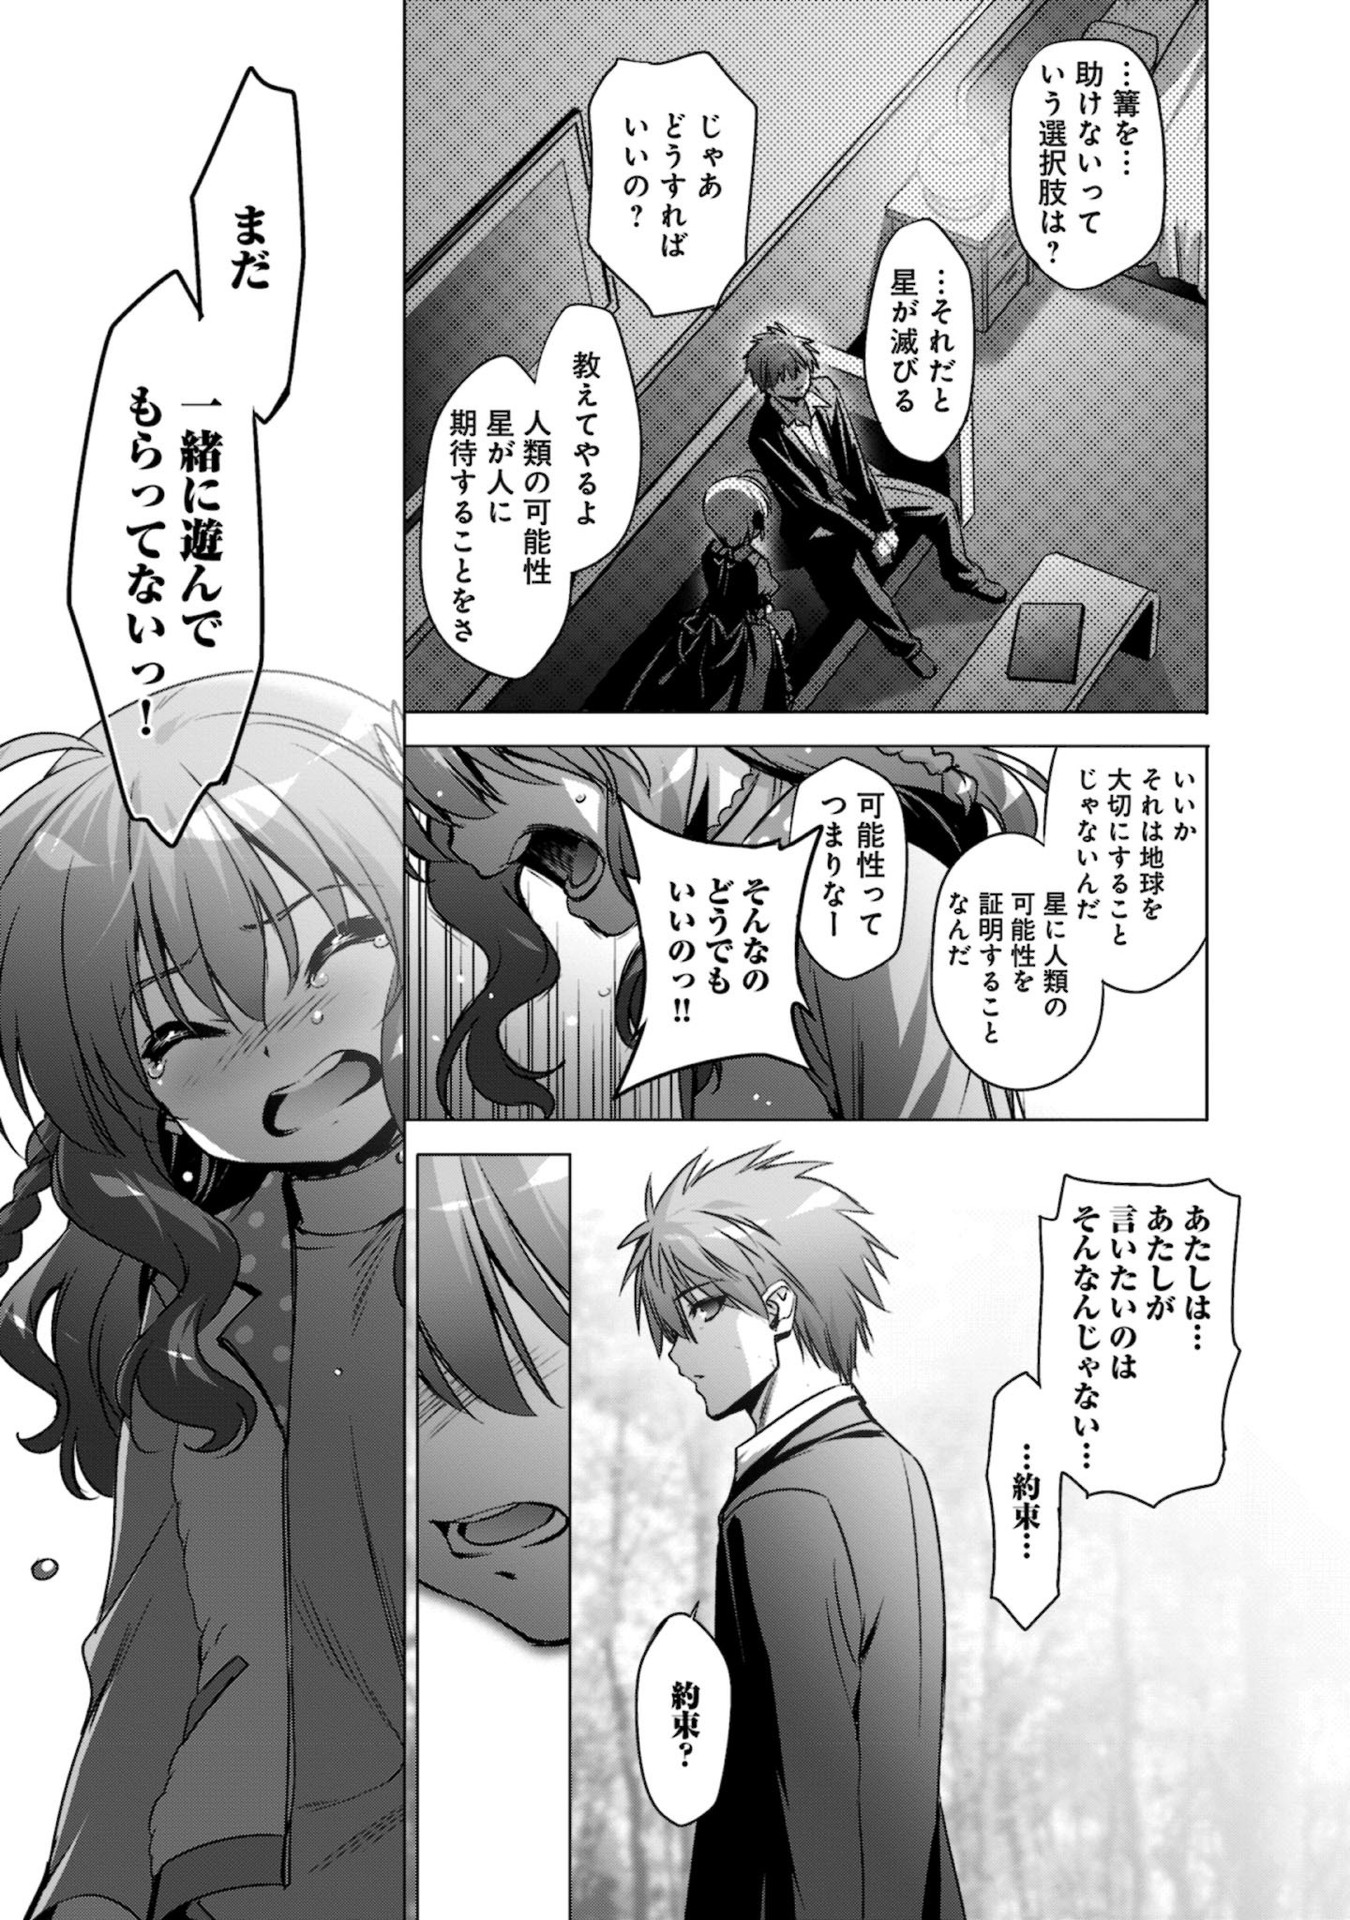 …篝を…
助けないって
いう選択肢は？
…それだと
星が滅びる
じゃあ
どうすれば
いいの？
教えてやるよ
人類の可能性
星が人に
期待することをさ
いいか
それは地球を
大切にすること
じゃないんだ
星に人類の
可能性を
証明すること
なんだ
可能性って
つまりなー
そんなの
どうでも
いいのっ!!
あたしは…
あたしが
言いたいのは
そんなんじゃない…
…約束…
約束？
まだ
一緒に遊んで
もらってないっ！